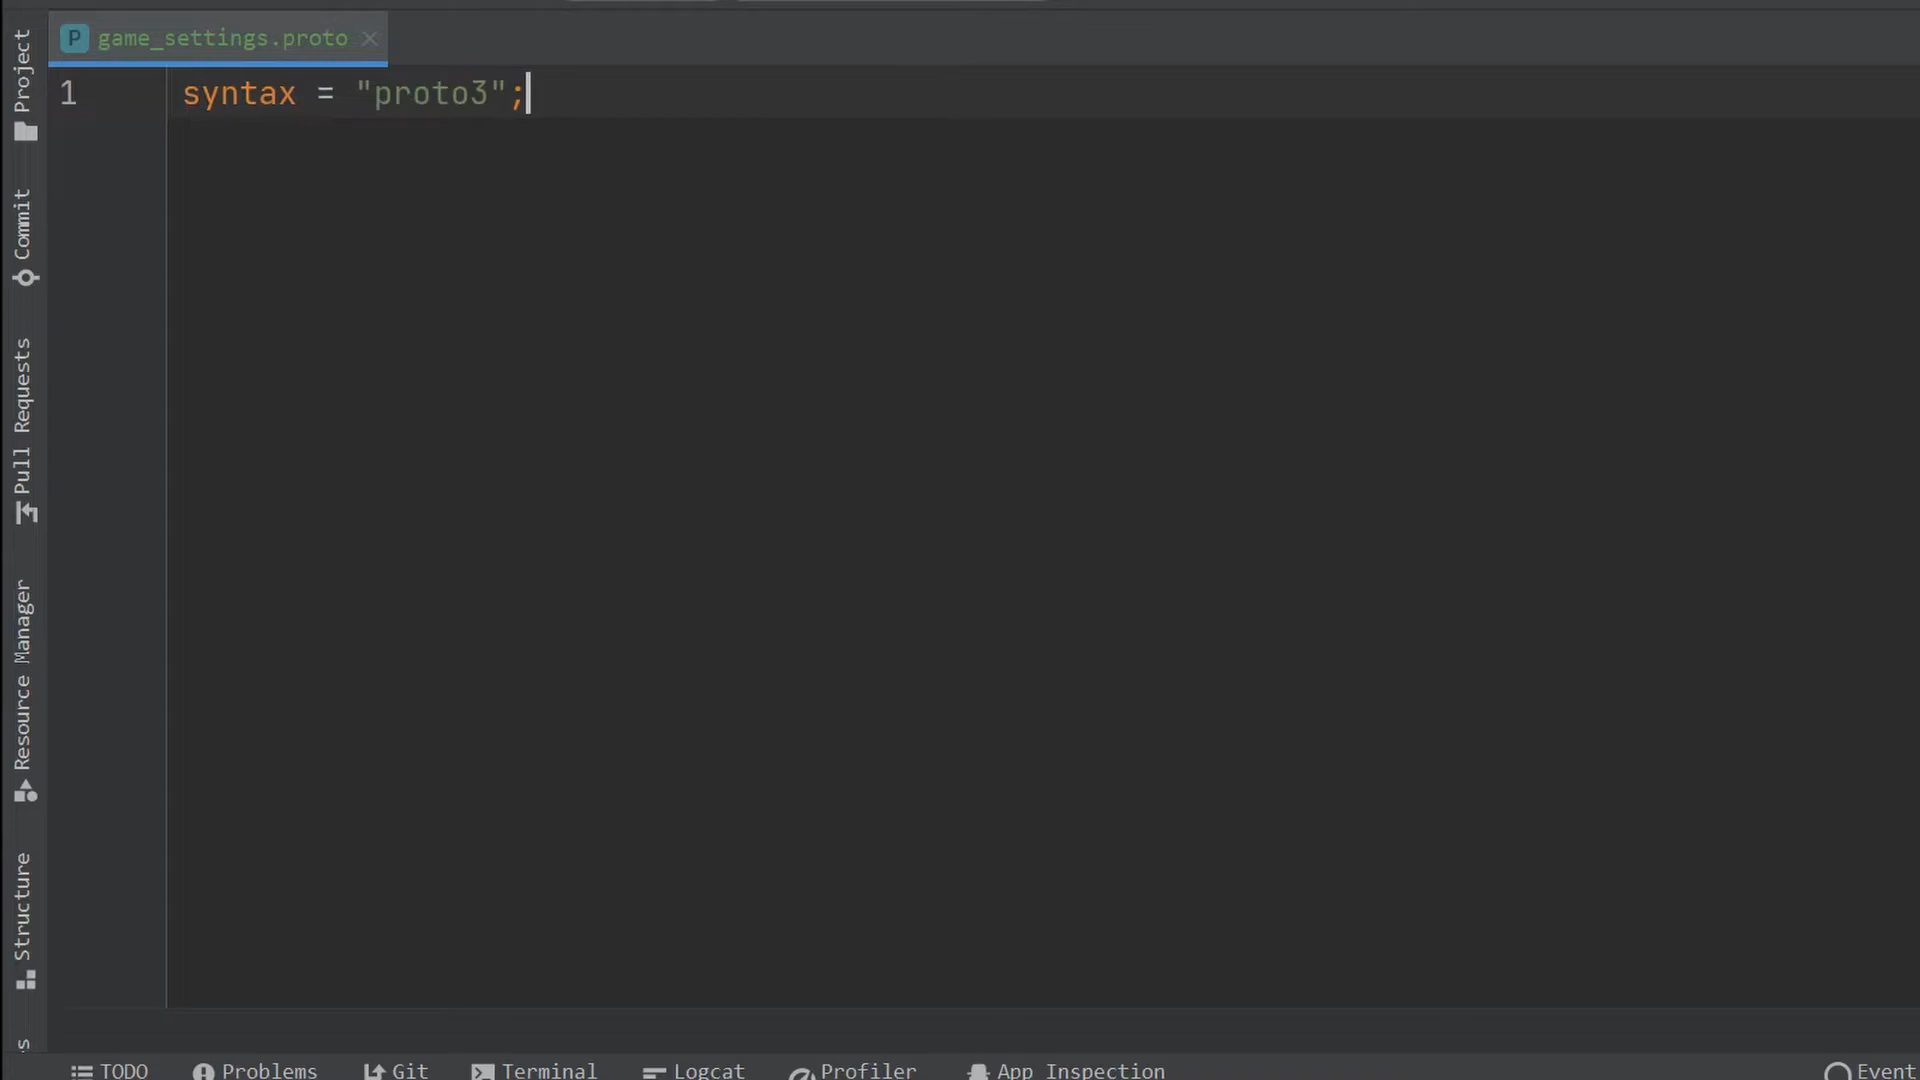 game_settings.proto
1 syntax = "proto3";
Project
Commit
Pull Requests
Resource Manager
Structure
TODO Problems Git Terminal Logcat Profiler App Inspection Event